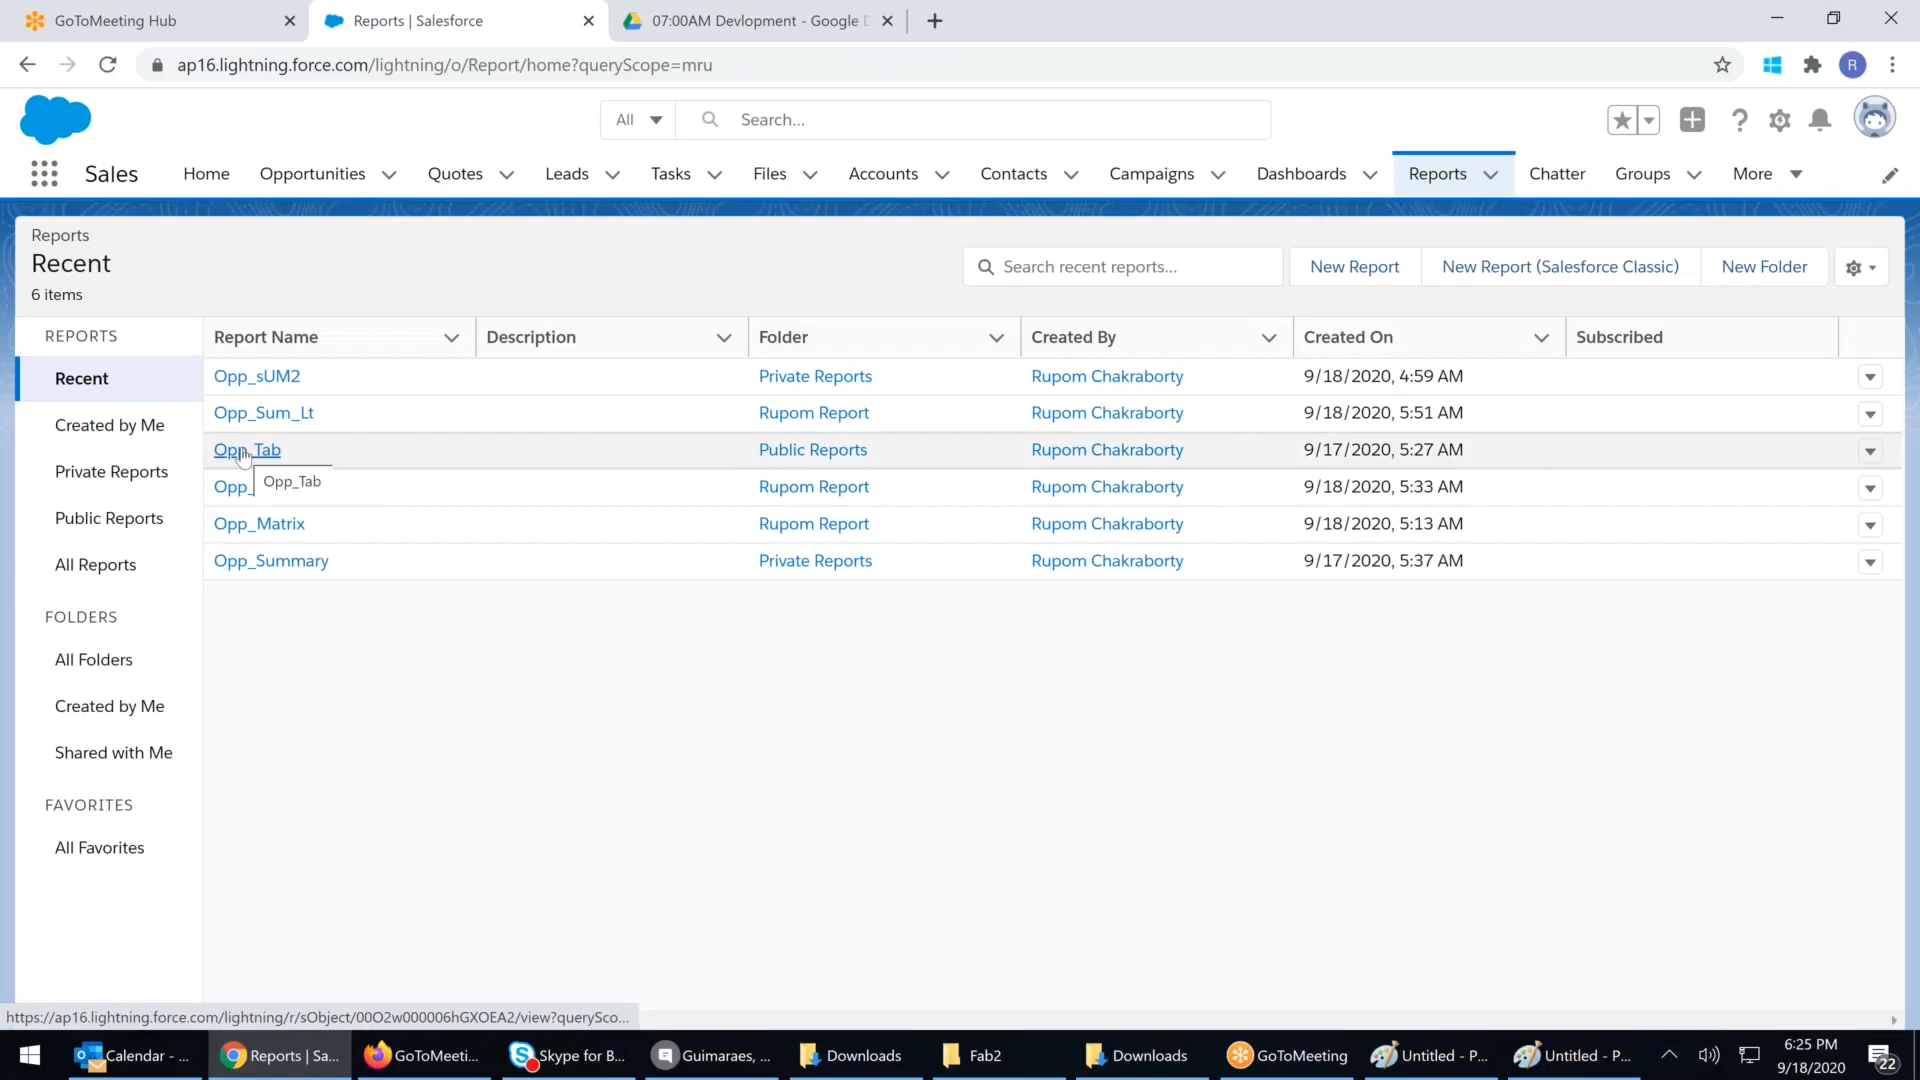 GoToMeeting Hub
Reports | Salesforce
07:00AM Devlopment - Google D
ap16.lightning.force.com/lightning/o/Report/home?queryScope=mru
R
All
Search...
Sales
Home
Opportunities
Quotes
Leads
Tasks
Files
Accounts
Contacts
Campaigns
Dashboards
Reports
Chatter
Groups
More
Reports
Recent
6 items
Search recent reports...
New Report
New Report (Salesforce Classic)
New Folder
REPORTS
Recent
Created by Me
Private Reports
Public Reports
All Reports
FOLDERS
All Folders
Created by Me
Shared with Me
FAVORITES
All Favorites
Report Name Description Folder Created By Created On Subscribed
Opp_sUM2 Private Reports Rupom Chakraborty 9/18/2020, 4:59 AM
Opp_Sum_Lt Rupom Report Rupom Chakraborty 9/18/2020, 5:51 AM
Opp_Tab Public Reports Rupom Chakraborty 9/17/2020, 5:27 AM
Opp_Tab
Opp_ Rupom Report Rupom Chakraborty 9/18/2020, 5:33 AM
Opp_Matrix Rupom Report Rupom Chakraborty 9/18/2020, 5:13 AM
Opp_Summary Private Reports Rupom Chakraborty 9/17/2020, 5:37 AM
https://ap16.lightning.force.com/lightning/r/sObject/00O2w000006hGXOEA2/view?querySco...
Calendar - ...
Reports | Sa...
GoToMeeti...
Skype for B...
Guimaraes, ...
Downloads
Fab2
Downloads
GoToMeeting
Untitled - P...
Untitled - P...
6:25 PM
9/18/2020
22